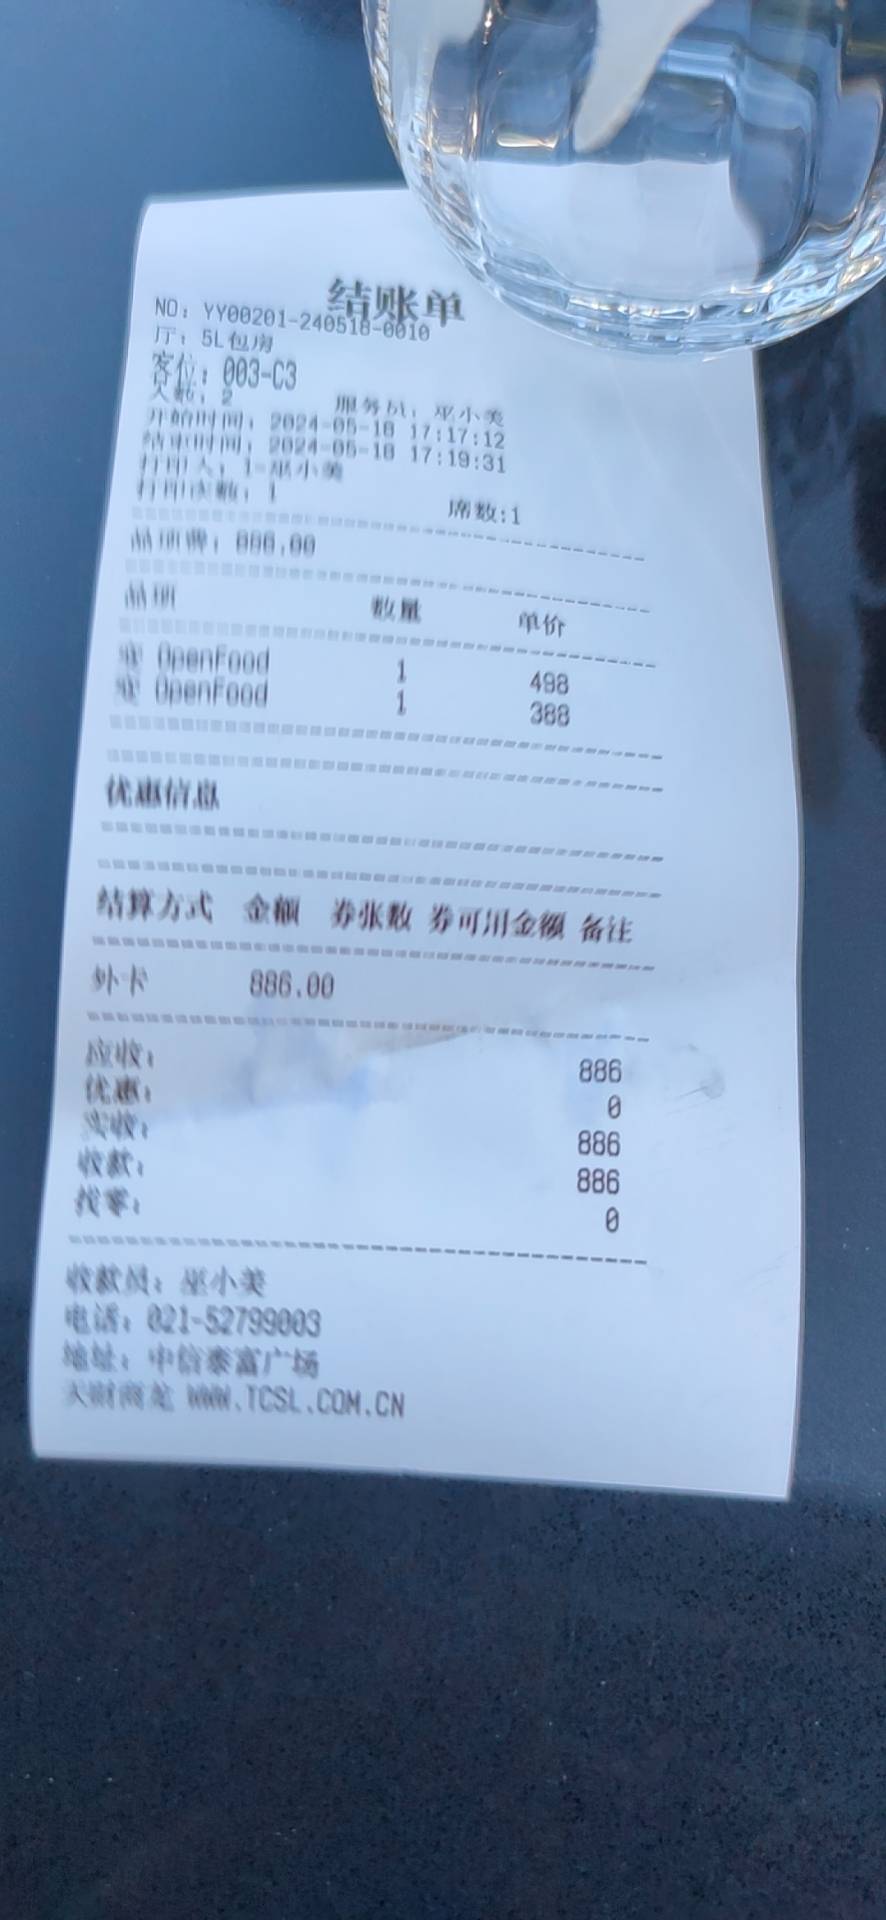 结账单
NO: YY00201-240518-0010
厅: 5L包房
客位: 003-C3
人数: 2 服务员: 巫小美
开始时间: 2024-05-18 17:17:12
结束时间: 2024-05-18 17:19:31
打印人: 1-巫小美
打印次数: 1 席数:1
品项费: 886.00
品项 数量 单价
OpenFood 1 498
OpenFood 1 388
优惠信息
结算方式 金额 券张数 券可用金额 备注
外卡 886.00
应收: 886
优惠: 0
实收: 886
收款: 886
找零: 0
收款员: 巫小美
电话: 021-52799003
地址: 中信泰富广场
天财商龙 WWW.TCSL.COM.CN